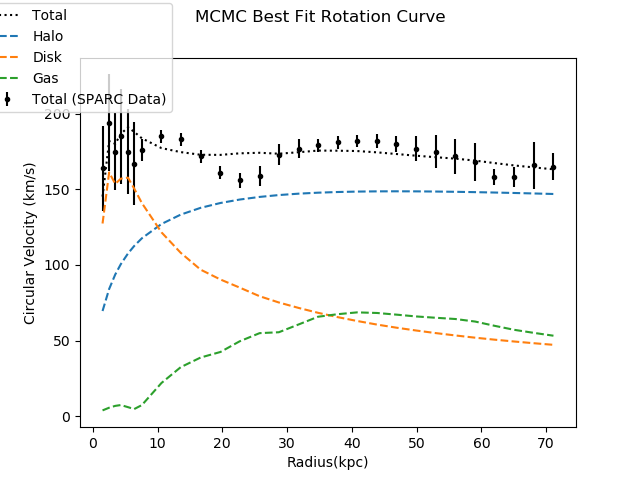 MCMC Best Fit Rotation Curve
Total
Halo
Disk
Gas
Total (SPARC Data)
Circular Velocity (km/s)
200
150
100
50
0
0 10 20 30 40 50 60 70
Radius(kpc)